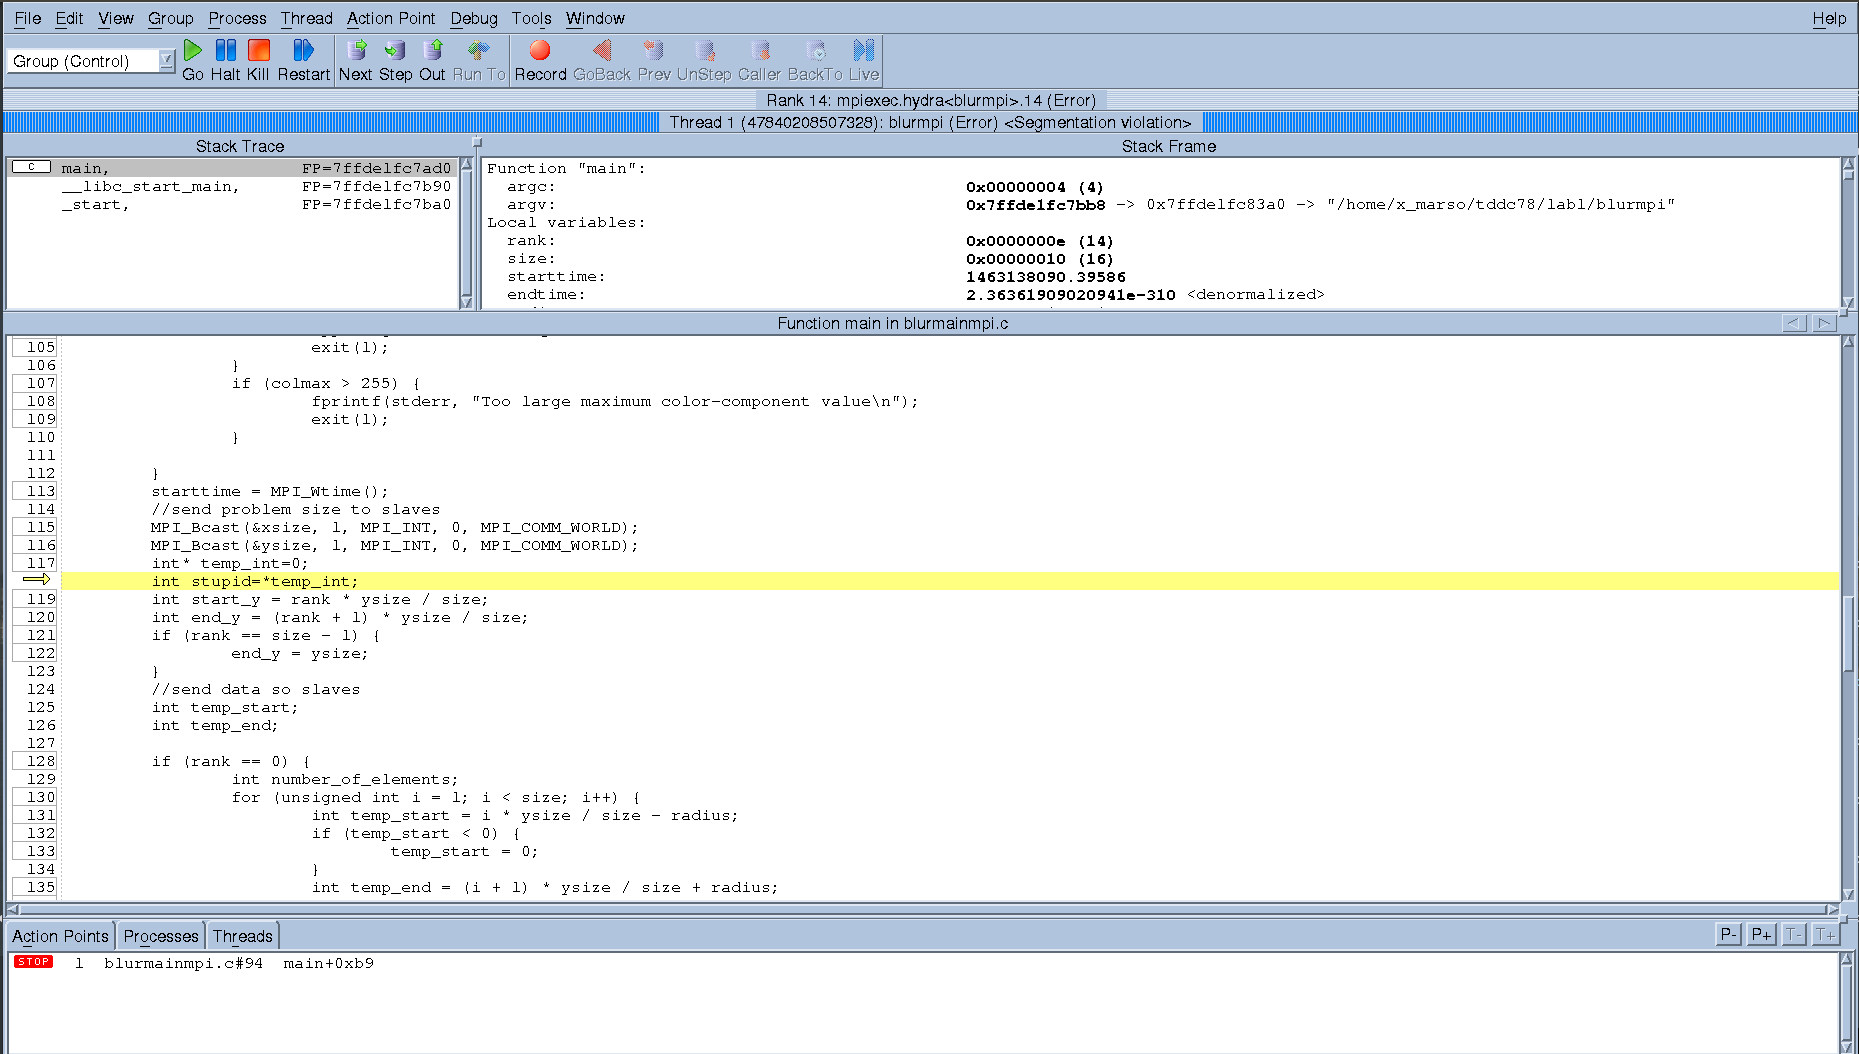 File Edit View Group Process Thread Action Point Debug Tools Window Help
Group (Control) Go Halt Kill Restart Next Step Out Run To Record GoBack Prev UnStep Caller BackTo Live
Rank 14: mpiexec.hydra<blurmpi>.14 (Error)
Thread 1 (47840208507328): blurmpi (Error) <Segmentation violation>
Stack Trace
C main, FP=7ffde1fc7ad0
__libc_start_main, FP=7ffde1fc7b90
_start, FP=7ffde1fc7ba0
Stack Frame
Function "main":
argc: 0x00000004 (4)
argv: 0x7ffde1fc7bb8 -> 0x7ffde1fc83a0 -> "/home/x_marso/tddc78/lab1/blurmpi"
Local variables:
rank: 0x0000000e (14)
size: 0x00000010 (16)
starttime: 1463138090.39586
endtime: 2.36361909020941e-310 <denormalized>
Function main in blurmainmpi.c
105 exit(1);
106 }
107 if (colmax > 255) {
108 fprintf(stderr, "Too large maximum color-component value\n");
109 exit(1);
110 }
111
112 }
113 starttime = MPI_Wtime();
114 //send problem size to slaves
115 MPI_Bcast(&xsize, 1, MPI_INT, 0, MPI_COMM_WORLD);
116 MPI_Bcast(&ysize, 1, MPI_INT, 0, MPI_COMM_WORLD);
117 int* temp_int=0;
int stupid=*temp_int;
119 int start_y = rank * ysize / size;
120 int end_y = (rank + 1) * ysize / size;
121 if (rank == size - 1) {
122 end_y = ysize;
123 }
124 //send data so slaves
125 int temp_start;
126 int temp_end;
127
128 if (rank == 0) {
129 int number_of_elements;
130 for (unsigned int i = 1; i < size; i++) {
131 int temp_start = i * ysize / size - radius;
132 if (temp_start < 0) {
133 temp_start = 0;
134 }
135 int temp_end = (i + 1) * ysize / size + radius;
Action Points Processes Threads P- P+ T- T+
STOP 1 blurmainmpi.c#94 main+0xb9